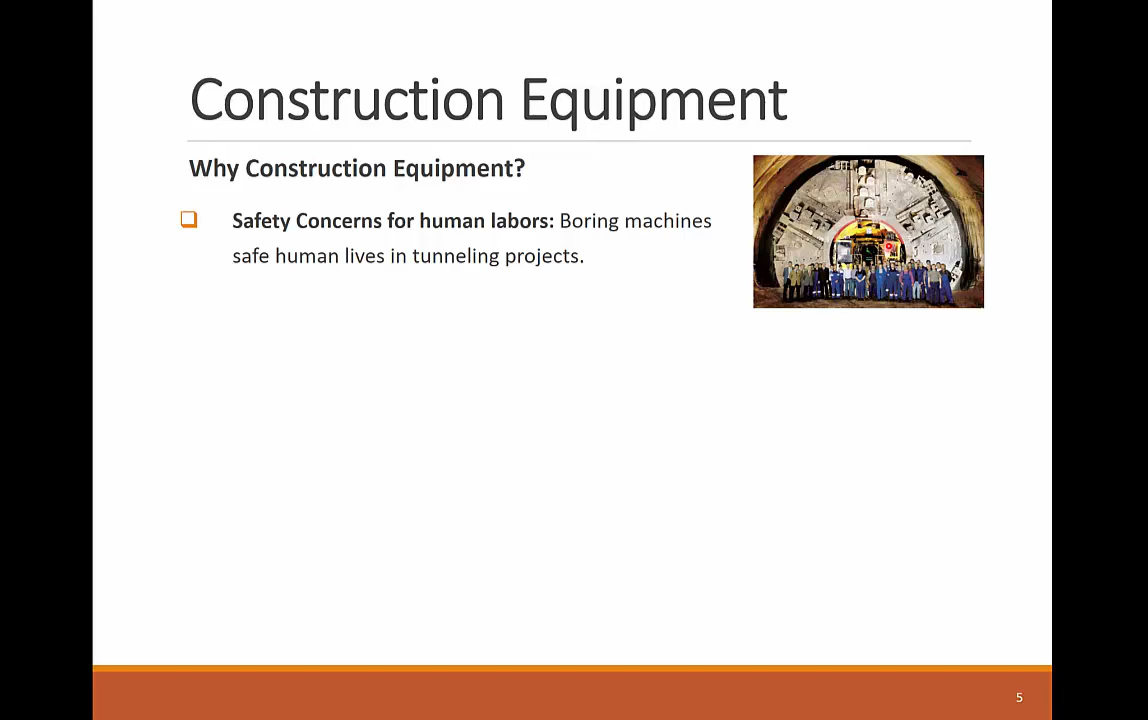 Construction Equipment
Why Construction Equipment?
Safety Concerns for human labors: Boring machines
safe human lives in tunneling projects.
5